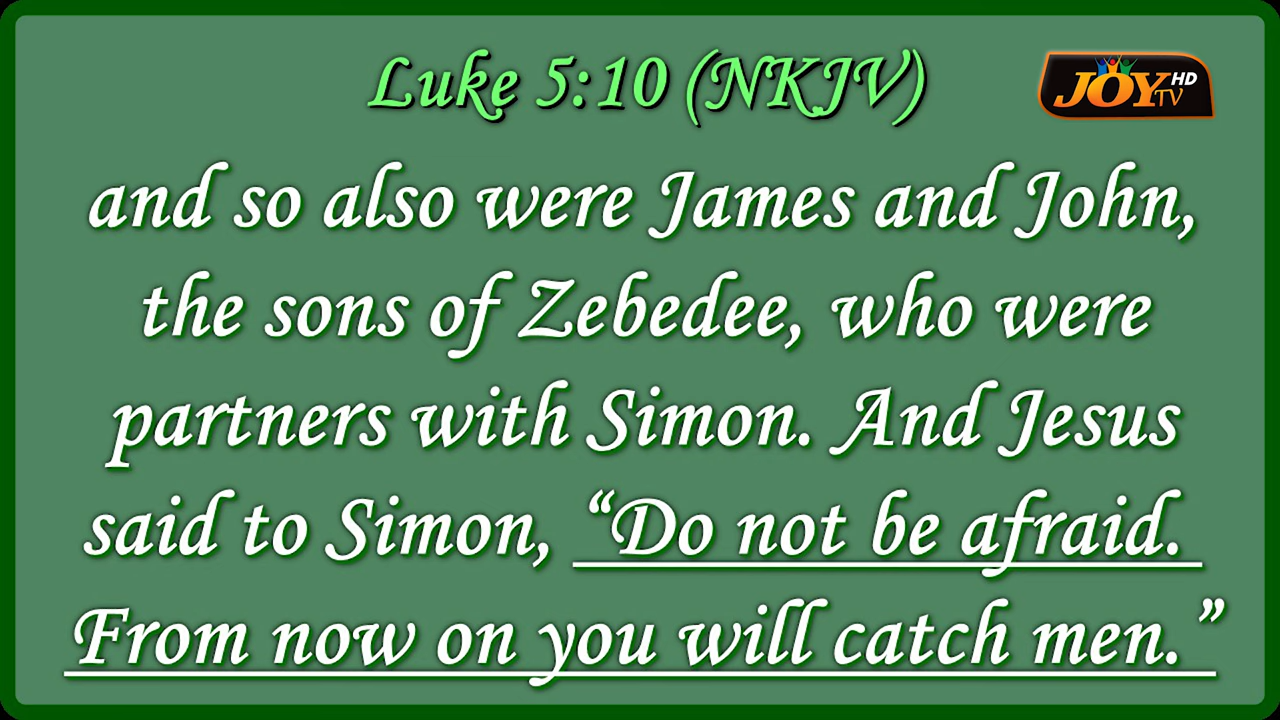 Luke 5:10 (NKJV)
JOY TV HD
and so also were James and John,
the sons of Zebedee, who were
partners with Simon. And Jesus
said to Simon, “Do not be afraid.
From now on you will catch men.”